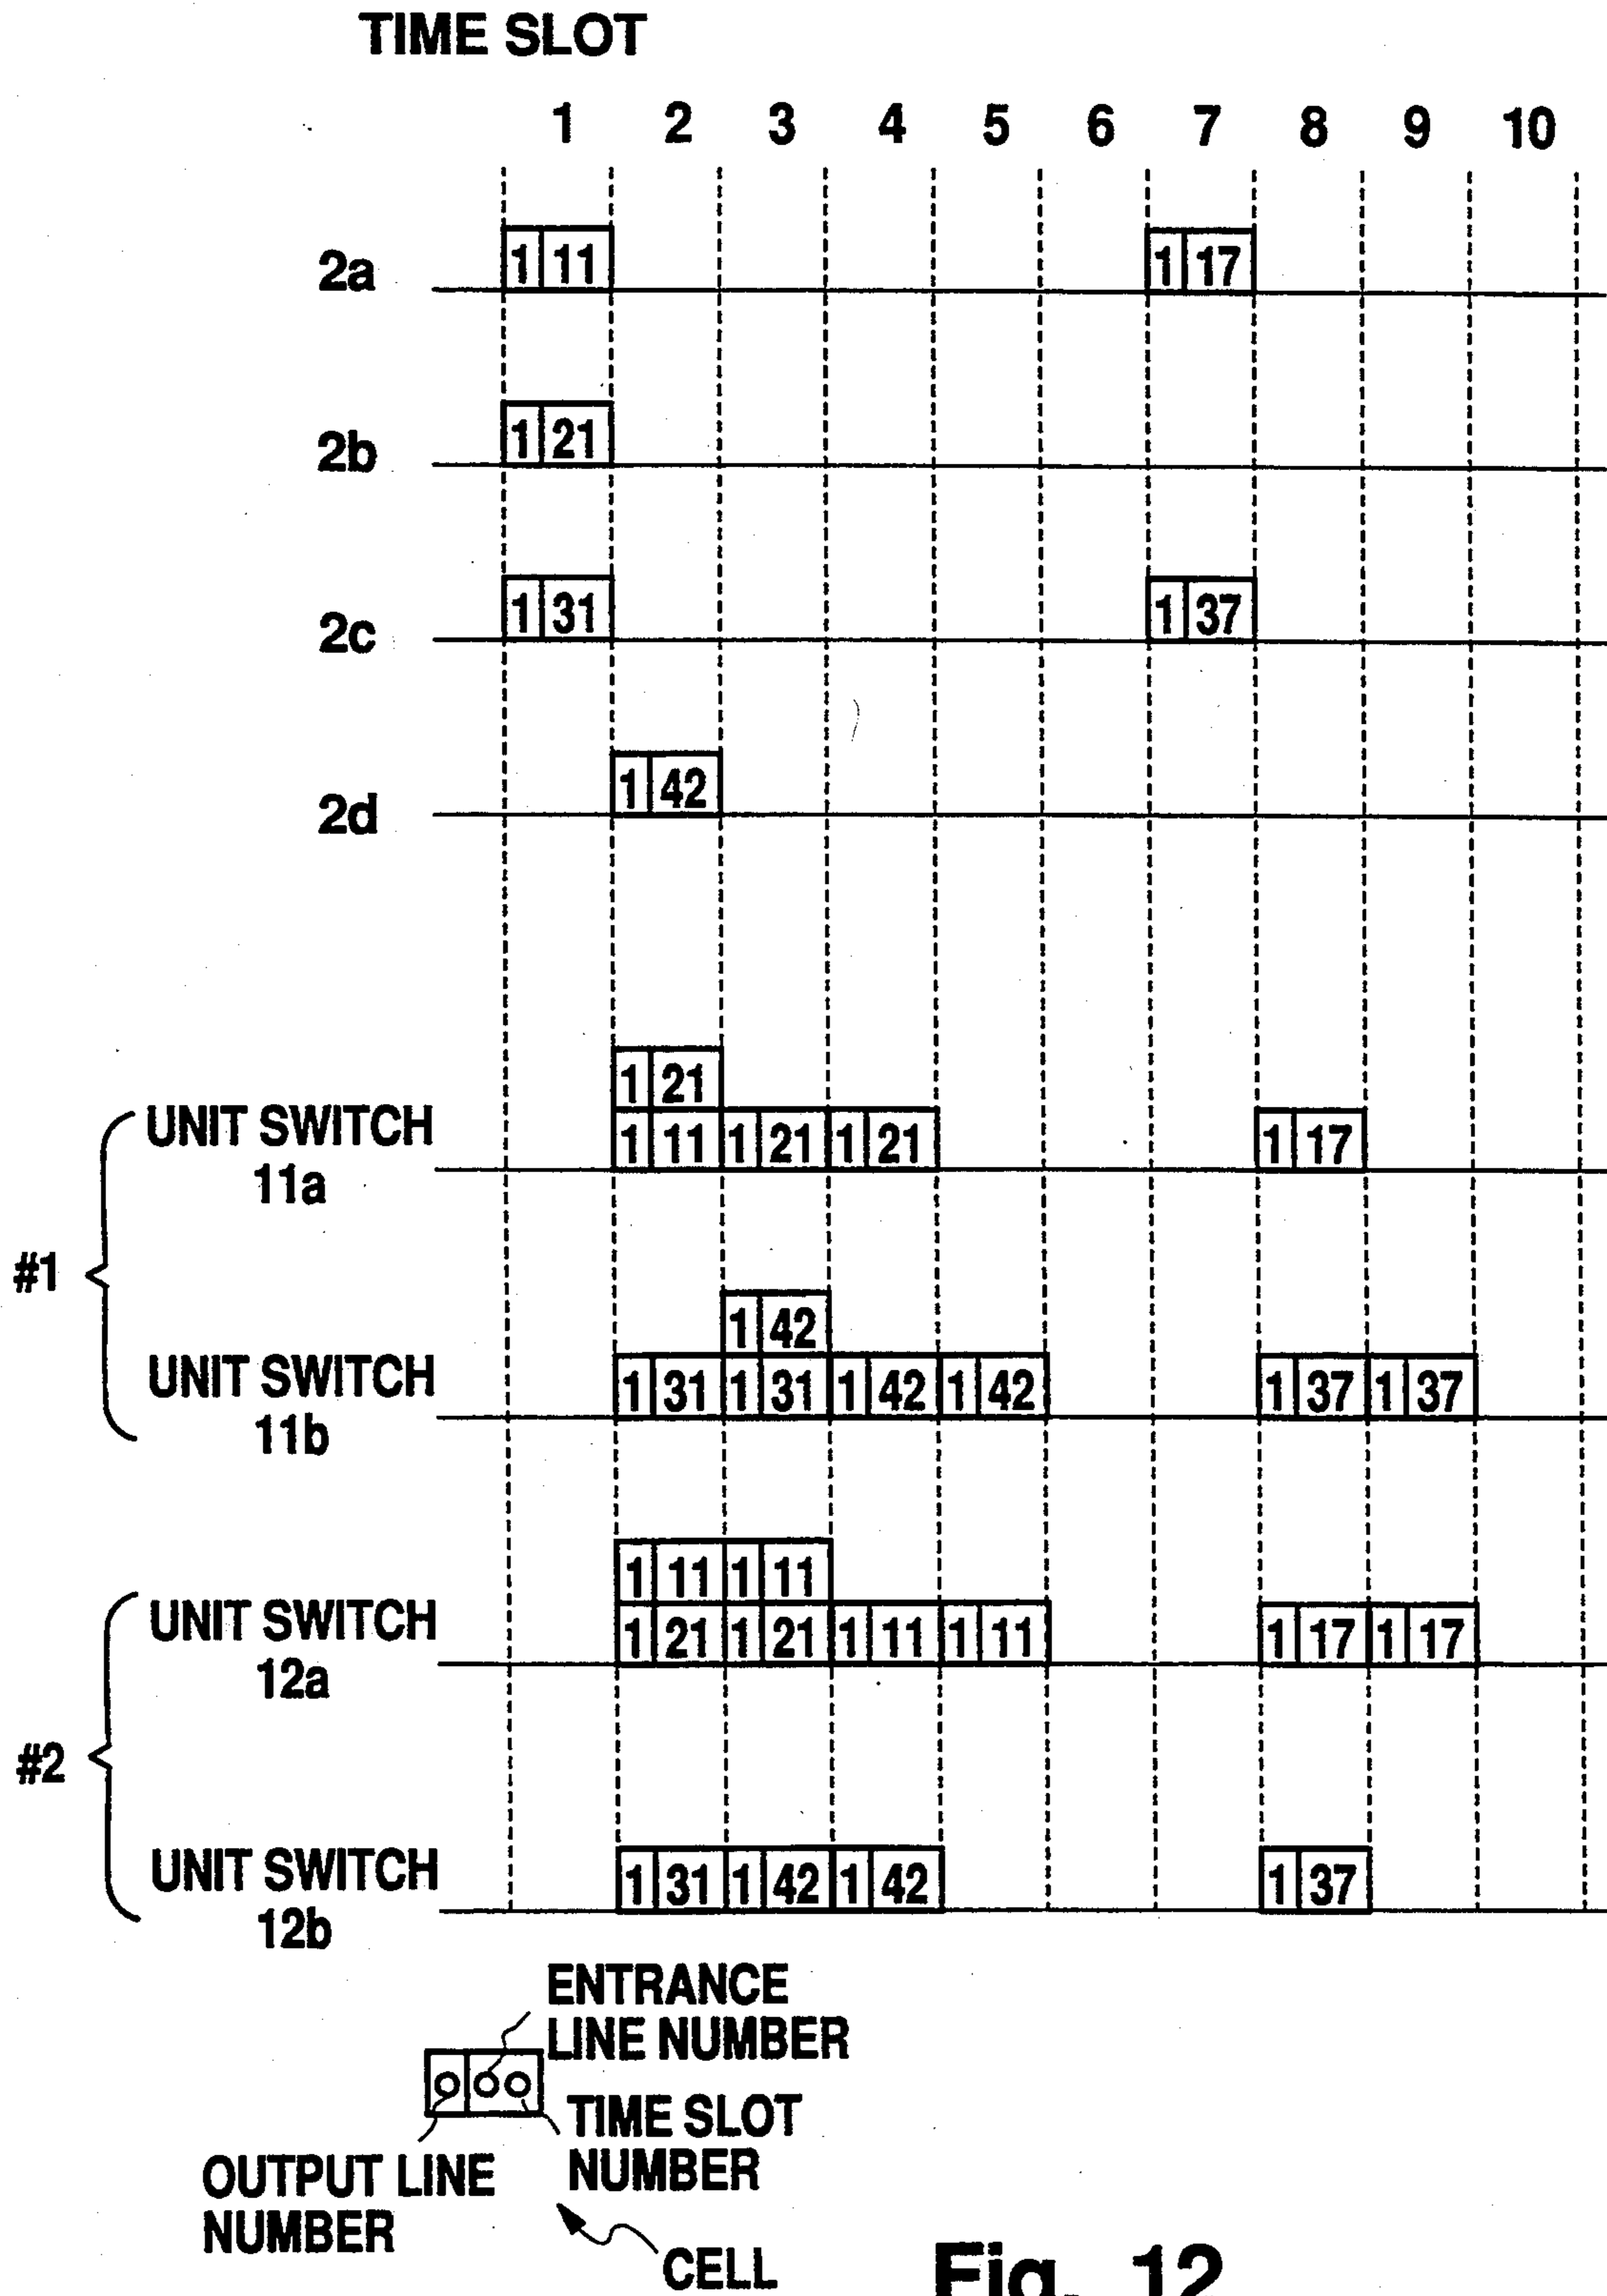 TIME SLOT
1 2 3 4 5 6 7 8 9 10
2a 1 11 1 17
2b 1 21
2c 1 31 1 37
2d 1 42
1 21
UNIT SWITCH 1 11 1 21 1 21 1 17
11a
#1
1 42
UNIT SWITCH 1 31 1 31 1 42 1 42 1 37 1 37
11b
1 11 1 11
UNIT SWITCH 1 21 1 21 1 11 1 11 1 17 1 17
12a
#2
UNIT SWITCH 1 31 1 42 1 42 1 37
12b
ENTRANCE
LINE NUMBER
TIME SLOT
NUMBER
OUTPUT LINE
NUMBER
CELL
Fig. 12